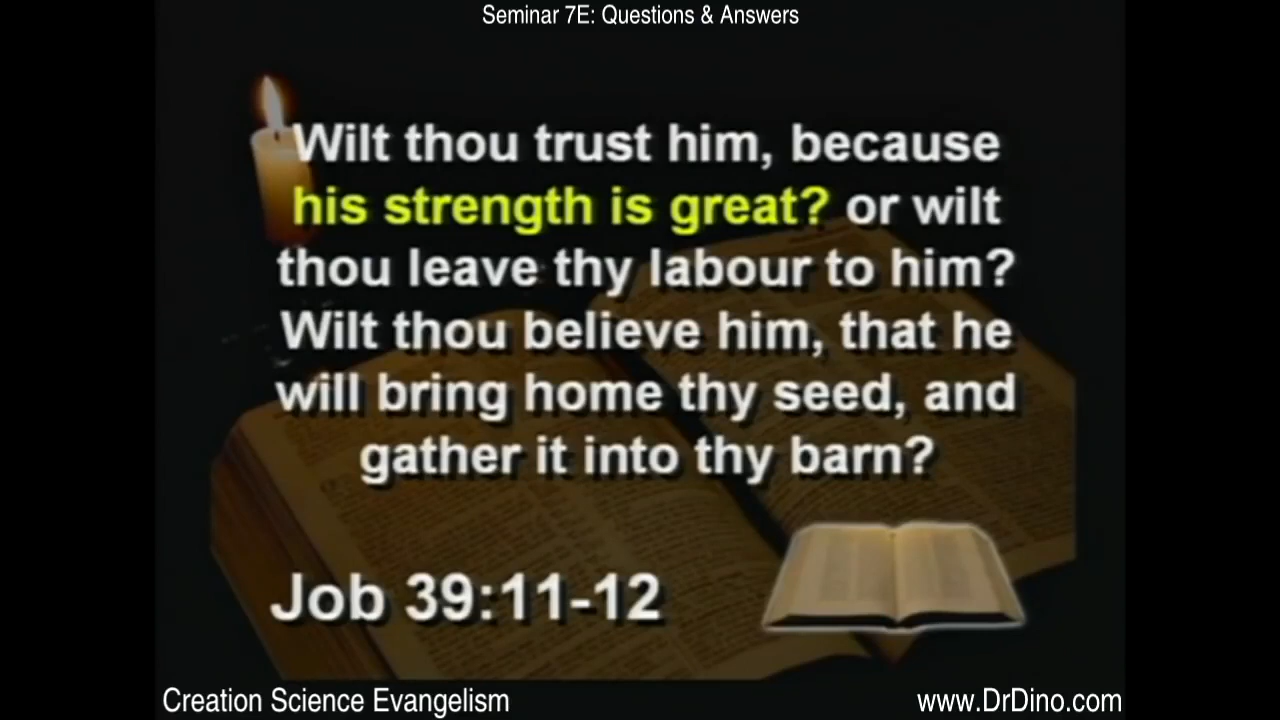 Seminar 7E: Questions & Answers
Wilt thou trust him, because
his strength is great? or wilt
thou leave thy labour to him?
Wilt thou believe him, that he
will bring home thy seed, and
gather it into thy barn?
Job 39:11-12
Creation Science Evangelism
www.DrDino.com